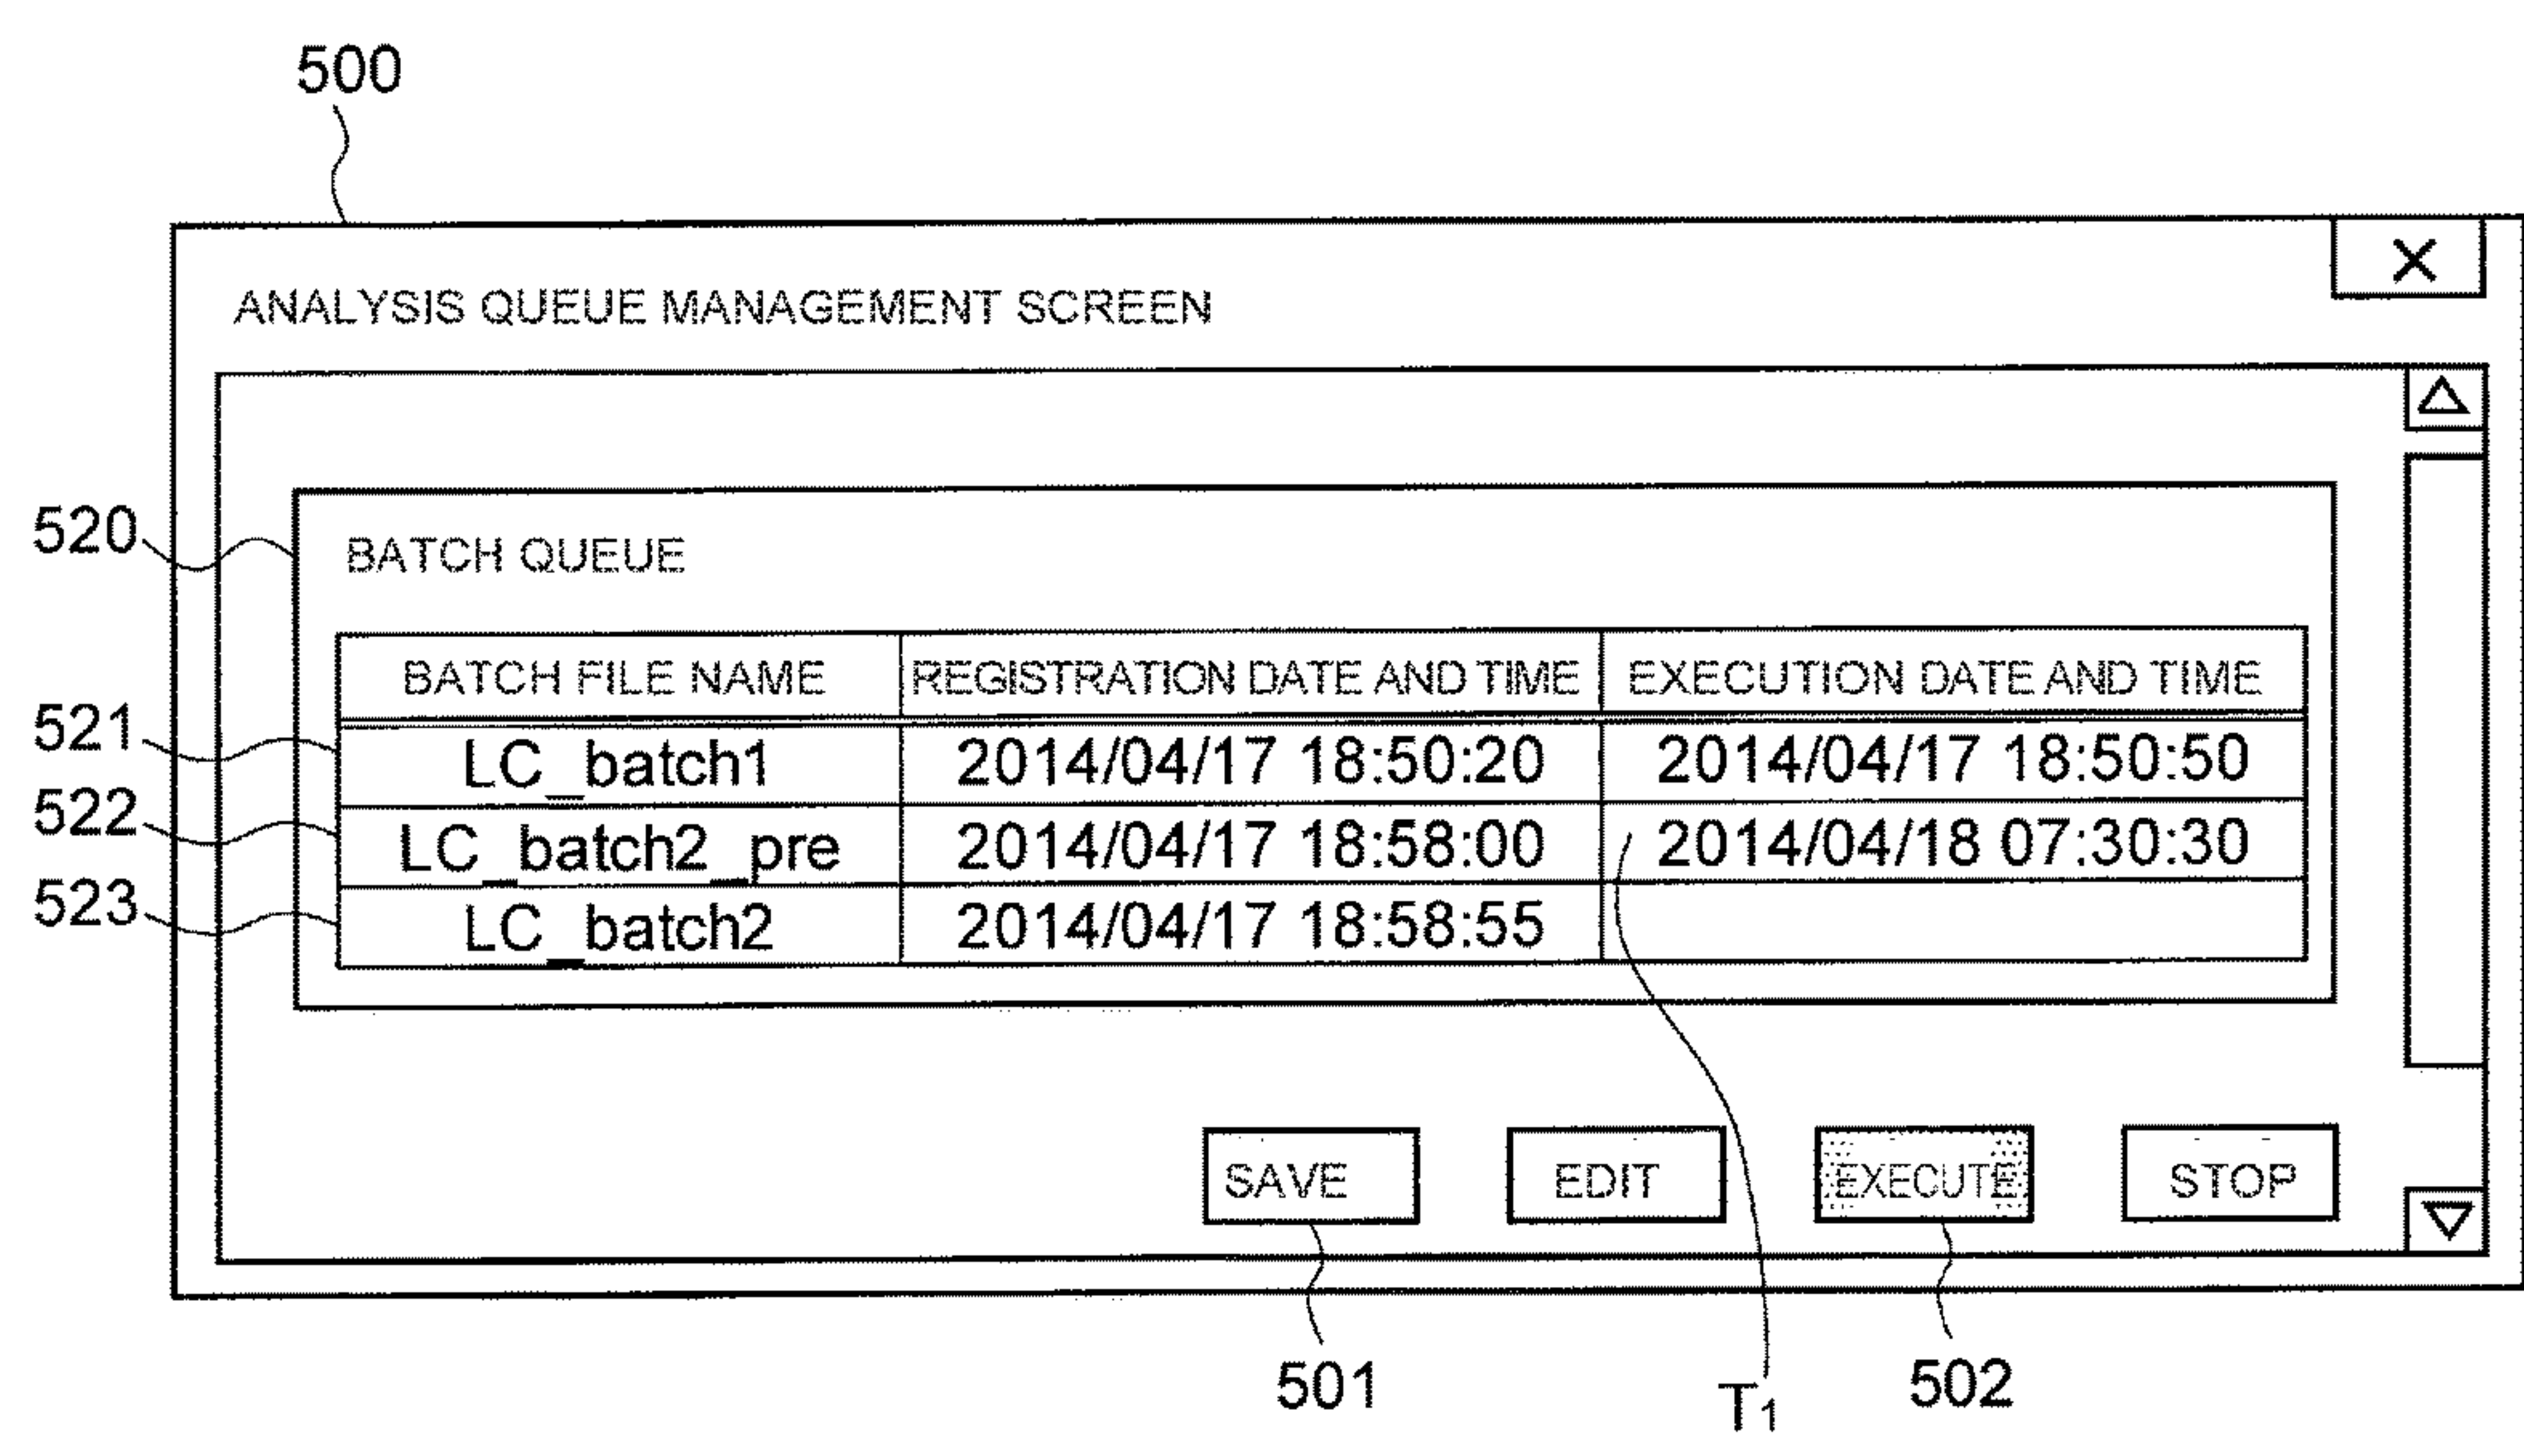 500
×
ANALYSIS QUEUE MANAGEMENT SCREEN
520
BATCH QUEUE
BATCH FILE NAME REGISTRATION DATE AND TIME EXECUTION DATE AND TIME
521 LC_batch1 2014/04/17 18:50:20 2014/04/17 18:50:50
522 LC_batch2_pre 2014/04/17 18:58:00 2014/04/18 07:30:30
523 LC_batch2 2014/04/17 18:58:55
SAVE EDIT EXECUTE STOP
501 T1 502